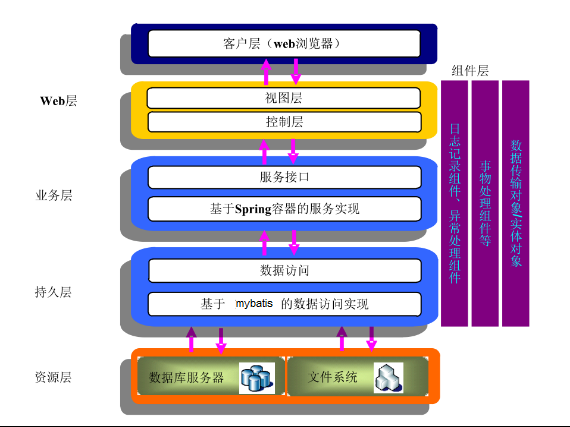 客户层（web浏览器）
组件层
Web层
视图层
控制层
日志记录组件、异常处理组件
事物处理组件等
数据传输对象/实体对象
业务层
服务接口
基于Spring容器的服务实现
持久层
数据访问
基于 mybatis 的数据访问实现
资源层
数据库服务器
文件系统